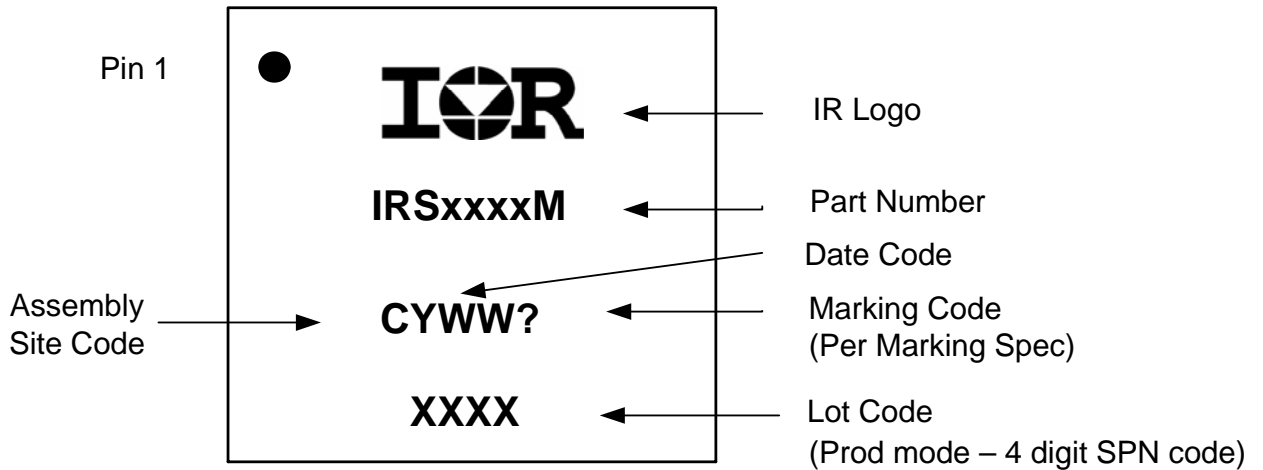 Pin 1
IOR
IR Logo
IRSxxxxM
Part Number
Date Code
Assembly
Site Code
CYWW?
Marking Code
(Per Marking Spec)
XXXX
Lot Code
(Prod mode – 4 digit SPN code)